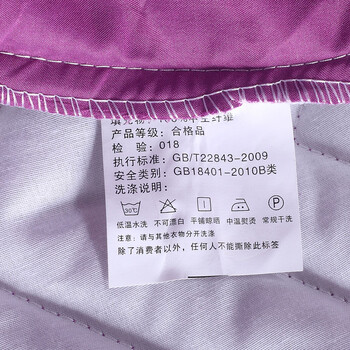 产品等级：合格品
检 验：018
执行标准：GB/T22843-2009
安全类别：GB18401-2010B类
洗涤说明：
30℃
低温水洗 不可漂白 平铺晾晒 中温熨烫 常规干洗
注意：请与其他衣物分开洗涤
除了消费者以外，任何人不能撕除此标签